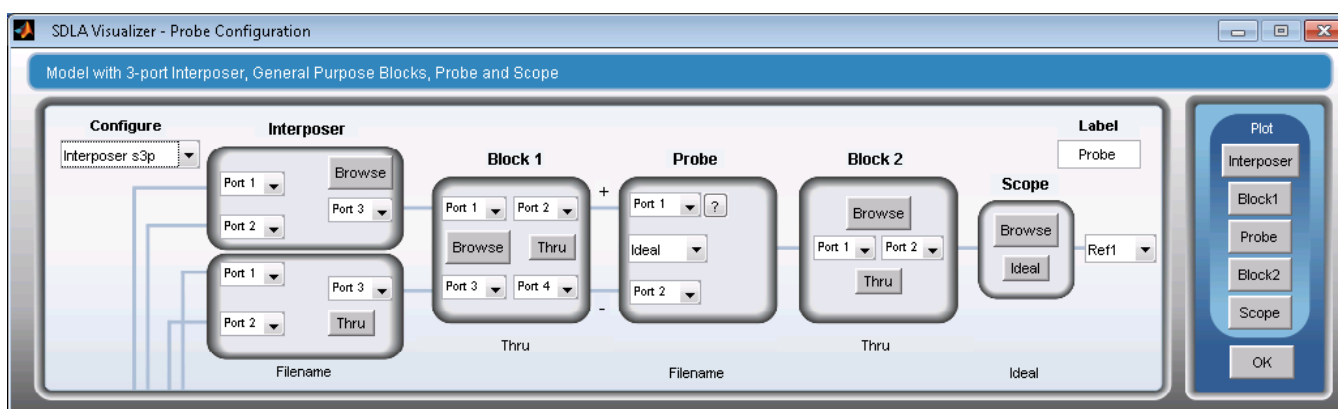 SDLA Visualizer - Probe Configuration
Model with 3-port Interposer, General Purpose Blocks, Probe and Scope
Configure
Interposer s3p
Interposer
Port 1
Browse
Port 3
Port 2
Port 1
Port 3
Port 2
Thru
Filename
Block 1
Port 1 Port 2
Browse Thru
Port 3 Port 4
Thru
+
-
Probe
Port 1 ?
Ideal
Port 2
Filename
Block 2
Browse
Port 1 Port 2
Thru
Thru
Scope
Browse
Ideal
Ideal
Label
Probe
Ref1
Plot
Interposer
Block1
Probe
Block2
Scope
OK